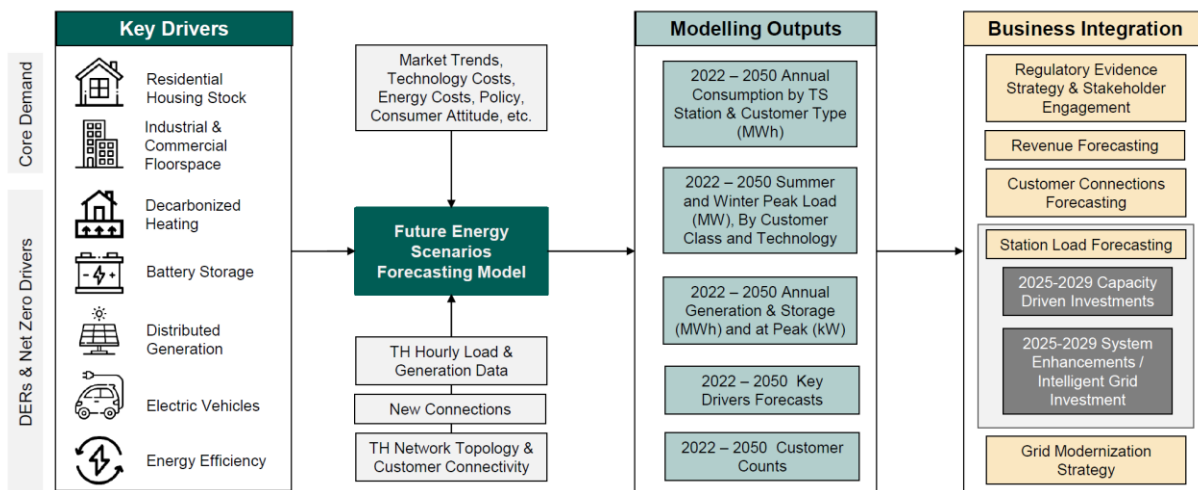 Key Drivers
Core Demand
Residential
Housing Stock
Industrial &
Commercial
Floorspace
DERs & Net Zero Drivers
Decarbonized
Heating
Battery Storage
Distributed
Generation
Electric Vehicles
Energy Efficiency
Market Trends,
Technology Costs,
Energy Costs, Policy,
Consumer Attitude, etc.
Future Energy
Scenarios
Forecasting Model
TH Hourly Load &
Generation Data
New Connections
TH Network Topology &
Customer Connectivity
Modelling Outputs
2022 – 2050 Annual
Consumption by TS
Station & Customer Type
(MWh)
2022 – 2050 Summer
and Winter Peak Load
(MW), By Customer
Class and Technology
2022 – 2050 Annual
Generation & Storage
(MWh) and at Peak (kW)
2022 – 2050 Key
Drivers Forecasts
2022 – 2050 Customer
Counts
Business Integration
Regulatory Evidence
Strategy & Stakeholder
Engagement
Revenue Forecasting
Customer Connections
Forecasting
Station Load Forecasting
2025-2029 Capacity
Driven Investments
2025-2029 System
Enhancements /
Intelligent Grid
Investment
Grid Modernization
Strategy